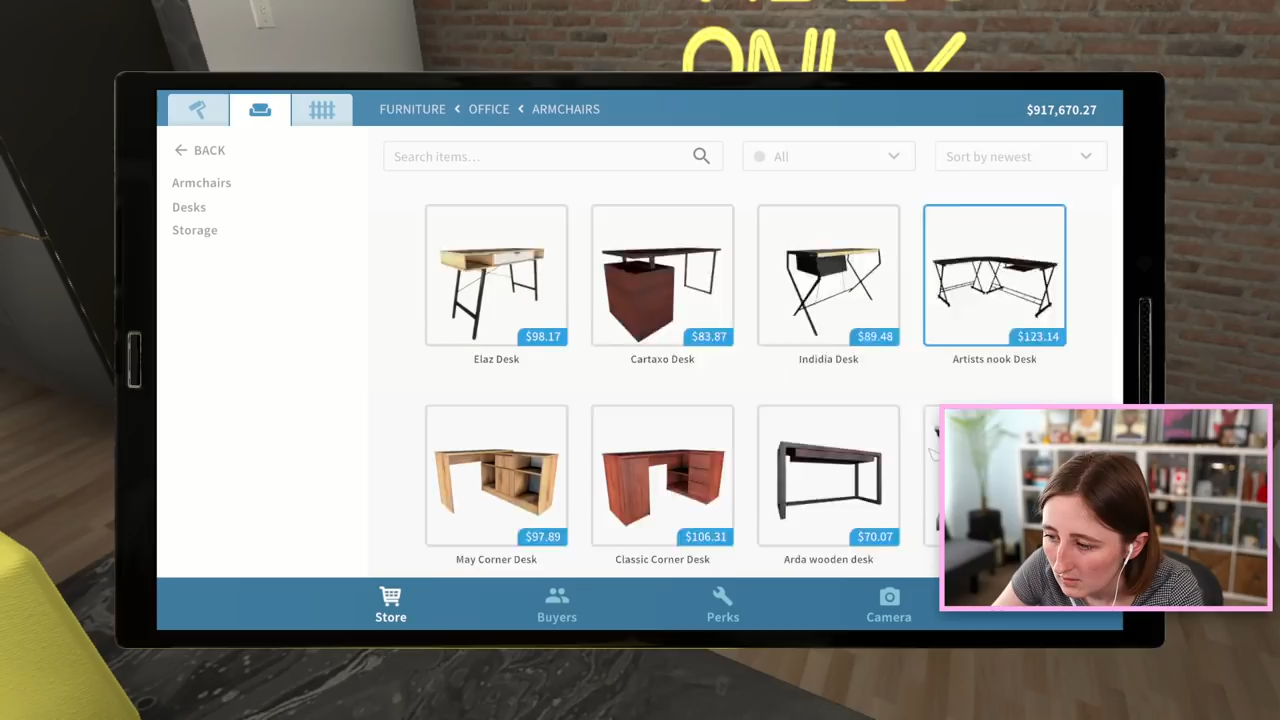 ONLY
FURNITURE < OFFICE < ARMCHAIRS
$917,670.27
BACK
Search items...
All
Sort by newest
Armchairs
Desks
Storage
$98.17
$83.87
$89.48
$123.14
Elaz Desk
Cartaxo Desk
Indidia Desk
Artists nook Desk
$97.89
$106.31
$70.07
May Corner Desk
Classic Corner Desk
Arda wooden desk
Store
Buyers
Perks
Camera